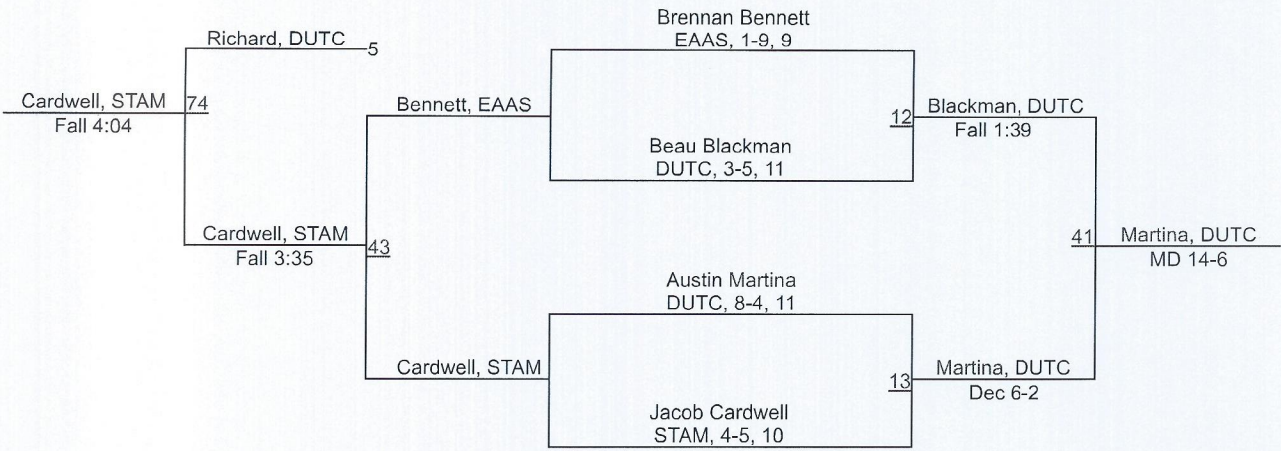 Brennan Bennett
EAAS, 1-9, 9
Richard, DUTC
5
Cardwell, STAM
74
Fall 4:04
Bennett, EAAS
12
Blackman, DUTC
Fall 1:39
Beau Blackman
DUTC, 3-5, 11
Cardwell, STAM
43
Fall 3:35
41
Martina, DUTC
MD 14-6
Austin Martina
DUTC, 8-4, 11
Cardwell, STAM
13
Martina, DUTC
Dec 6-2
Jacob Cardwell
STAM, 4-5, 10